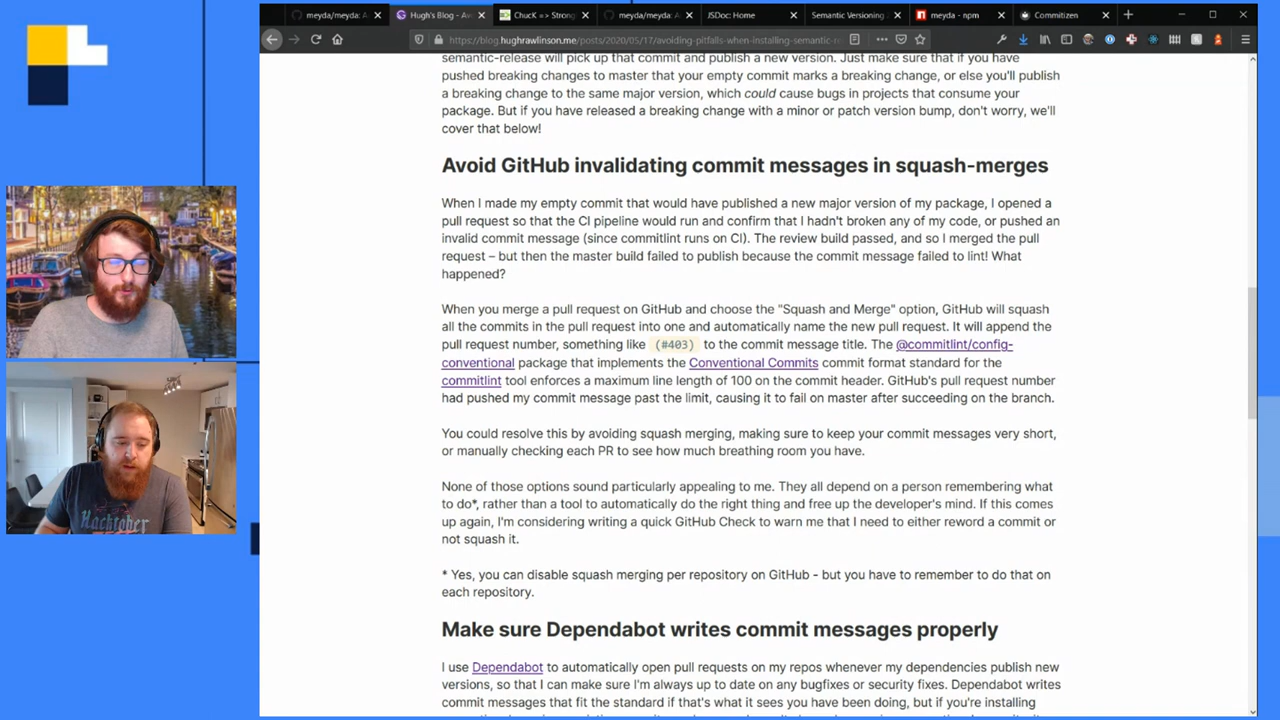 meyda/meyda: A
Hugh's Blog - Avo
ChucK => Strong
meyda/meyda: A
JSDoc: Home
Semantic Versioning
meyda - npm
Commitizen
https://blog.hughrawlinson.me/posts/2020/05/17/avoiding-pitfalls-when-installing-semantic-re
semantic-release will pick up that commit and publish a new version. Just make sure that if you have
pushed breaking changes to master that your empty commit marks a breaking change, or else you'll publish
a breaking change to the same major version, which could cause bugs in projects that consume your
package. But if you have released a breaking change with a minor or patch version bump, don't worry, we'll
cover that below!
Avoid GitHub invalidating commit messages in squash-merges
When I made my empty commit that would have published a new major version of my package, I opened a
pull request so that the CI pipeline would run and confirm that I hadn't broken any of my code, or pushed an
invalid commit message (since commitlint runs on CI). The review build passed, and so I merged the pull
request – but then the master build failed to publish because the commit message failed to lint! What
happened?
When you merge a pull request on GitHub and choose the "Squash and Merge" option, GitHub will squash
all the commits in the pull request into one and automatically name the new pull request. It will append the
pull request number, something like (#403) to the commit message title. The @commitlint/config-
conventional package that implements the Conventional Commits commit format standard for the
commitlint tool enforces a maximum line length of 100 on the commit header. GitHub's pull request number
had pushed my commit message past the limit, causing it to fail on master after succeeding on the branch.
You could resolve this by avoiding squash merging, making sure to keep your commit messages very short,
or manually checking each PR to see how much breathing room you have.
None of those options sound particularly appealing to me. They all depend on a person remembering what
to do*, rather than a tool to automatically do the right thing and free up the developer's mind. If this comes
up again, I'm considering writing a quick GitHub Check to warn me that I need to either reword a commit or
not squash it.
* Yes, you can disable squash merging per repository on GitHub - but you have to remember to do that on
each repository.
Make sure Dependabot writes commit messages properly
I use Dependabot to automatically open pull requests on my repos whenever my dependencies publish new
versions, so that I can make sure I'm always up to date on any bugfixes or security fixes. Dependabot writes
commit messages that fit the standard if that's what it sees you have been doing, but if you're installing